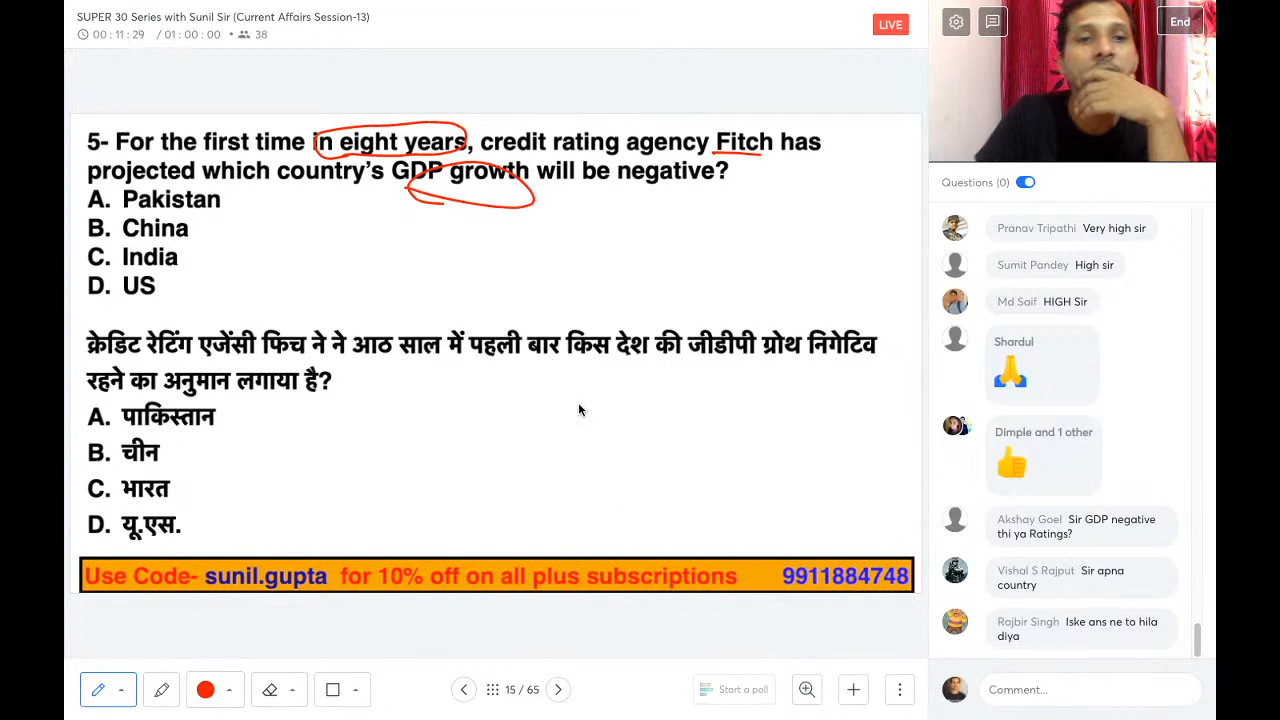 SUPER 30 Series with Sunil Sir (Current Affairs Session-13)
00 : 11 : 29 / 01 : 00 : 00 • 38
LIVE
End
5- For the first time in eight years, credit rating agency Fitch has
projected which country's GDP growth will be negative?
A. Pakistan
B. China
C. India
D. US
क्रेडिट रेटिंग एजेंसी फिच ने ने आठ साल में पहली बार किस देश की जीडीपी ग्रोथ निगेटिव
रहने का अनुमान लगाया है?
A. पाकिस्तान
B. चीन
C. भारत
D. यू.एस.
Use Code- sunil.gupta for 10% off on all plus subscriptions 9911884748
15 / 65
Start a poll
Questions (0)
Pranav Tripathi Very high sir
Sumit Pandey High sir
Md Saif HIGH Sir
Shardul
Dimple and 1 other
Akshay Goel Sir GDP negative
thi ya Ratings?
Vishal S Rajput Sir apna
country
Rajbir Singh Iske ans ne to hila
diya
Comment...